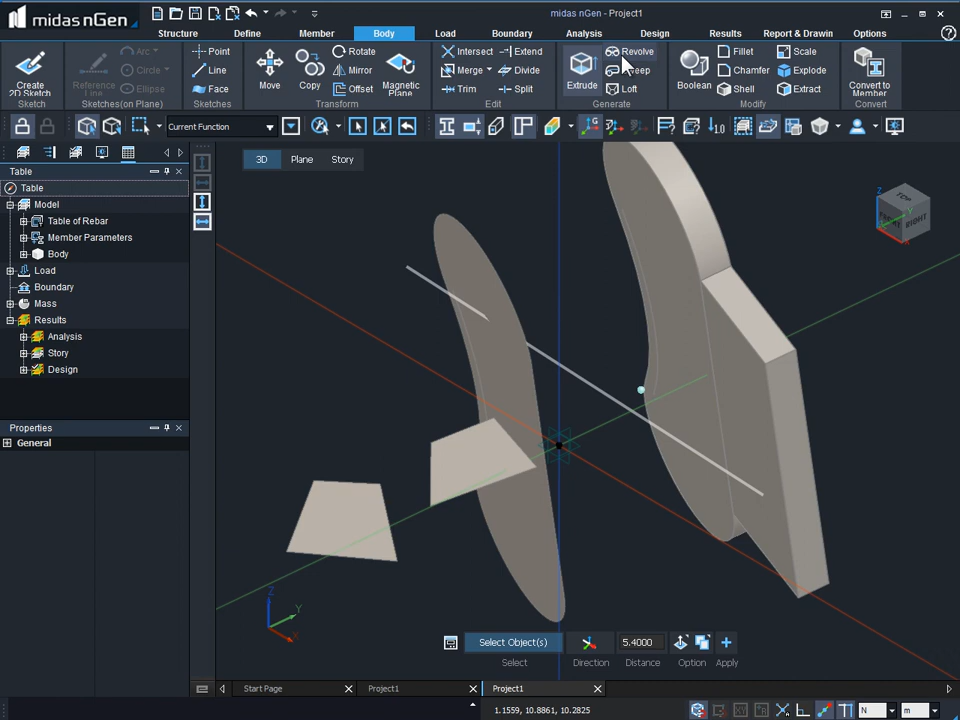 midas nGen
midas nGen - Project1
Structure Define Member Body Load Boundary Analysis Design Results Report & Drawin Options
Create 2D Sketch
Sketch
Reference Line
Arc
Circle
Ellipse
Sketches(on Plane)
Point
Line
Face
Sketches
Move
Copy
Rotate
Mirror
Offset
Magnetic Plane
Transform
Intersect
Merge
Trim
Extend
Divide
Split
Edit
Extrude
Revolve
eep
Loft
Generate
Boolean
Fillet
Chamfer
Shell
Scale
Explode
Extract
Modify
Convert to Member
Convert
Current Function
G
1.0
3D Plane Story
Table
Table
Model
Table of Rebar
Member Parameters
Body
Load
Boundary
Mass
Results
Analysis
Story
Design
Properties
General
Z
Y
X
TOP
RIGHT
Z
Y
X
Select Object(s)
Select
Direction
5.4000
Distance
Option
Apply
Start Page
Project1
Project1
1.1559, 10.8861, 10.2825
N
m